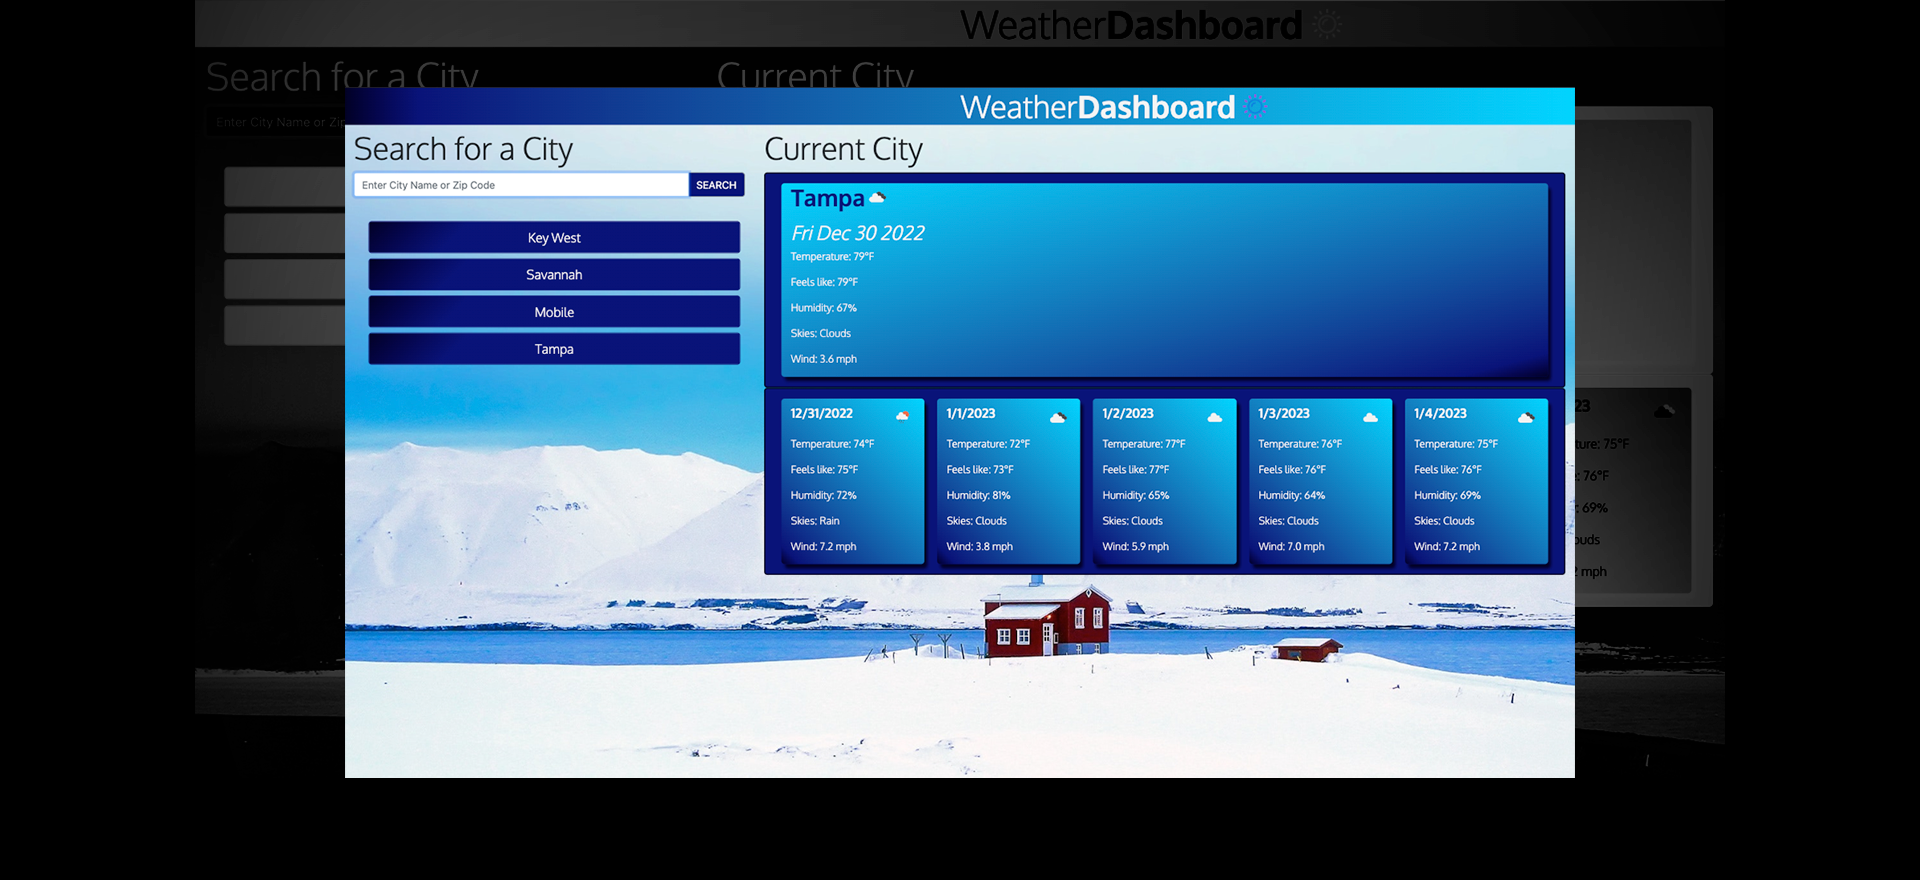 WeatherDashboard
Search for a City
Current City
Enter City Name or Zip
WeatherDashboard
Search for a City
Current City
Enter City Name or Zip Code
SEARCH
Key West
Savannah
Mobile
Tampa
Tampa
Fri Dec 30 2022
Temperature: 79°F
Feels like: 79°F
Humidity: 67%
Skies: Clouds
Wind: 3.6 mph
12/31/2022
Temperature: 74°F
Feels like: 75°F
Humidity: 72%
Skies: Rain
Wind: 7.2 mph
1/1/2023
Temperature: 72°F
Feels like: 73°F
Humidity: 81%
Skies: Clouds
Wind: 3.8 mph
1/2/2023
Temperature: 77°F
Feels like: 77°F
Humidity: 65%
Skies: Clouds
Wind: 5.9 mph
1/3/2023
Temperature: 76°F
Feels like: 76°F
Humidity: 64%
Skies: Clouds
Wind: 7.0 mph
1/4/2023
Temperature: 75°F
Feels like: 76°F
Humidity: 69%
Skies: Clouds
Wind: 7.2 mph
23
ture: 75°F
: 76°F
69%
ouds
mph